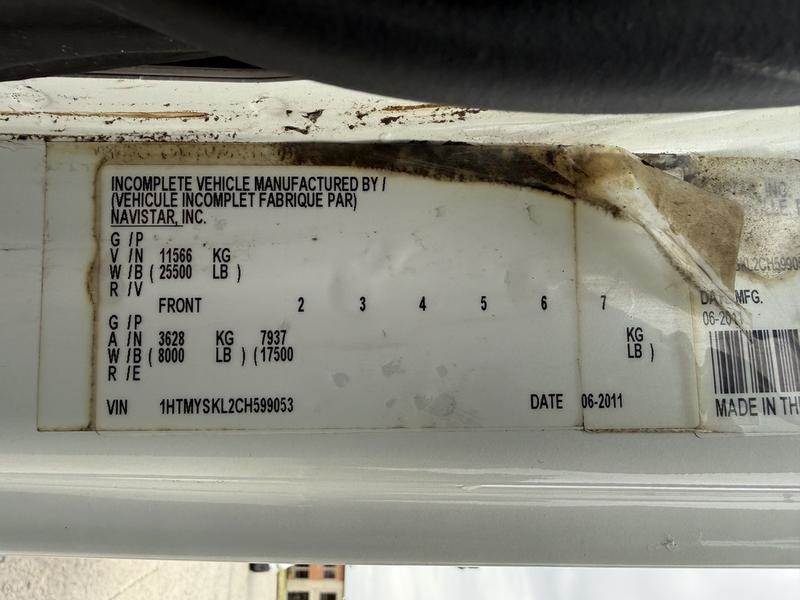 INCOMPLETE VEHICLE MANUFACTURED BY /
(VEHICULE INCOMPLET FABRIQUE PAR)
NAVISTAR, INC.
G /P
V /N 11566 KG
W /B ( 25500 LB )
R /V
FRONT 2 3 4 5 6 7
G /P
A /N 3628 KG 7937 KG
W /B ( 8000 LB ) ( 17500 LB )
R /E
VIN 1HTMYSKL2CH599053 DATE 06-2011
INC.
KL2CH59905
DATE MFG.
06-2011
MADE IN TH